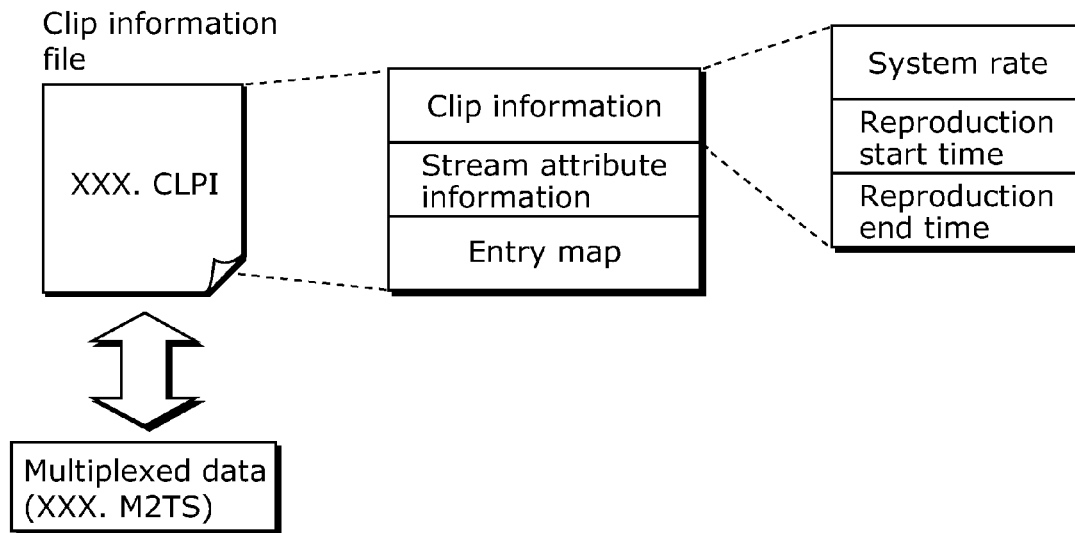 Clip information
file
XXX. CLPI
Clip information
Stream attribute
information
Entry map
System rate
Reproduction
start time
Reproduction
end time
Multiplexed data
(XXX. M2TS)